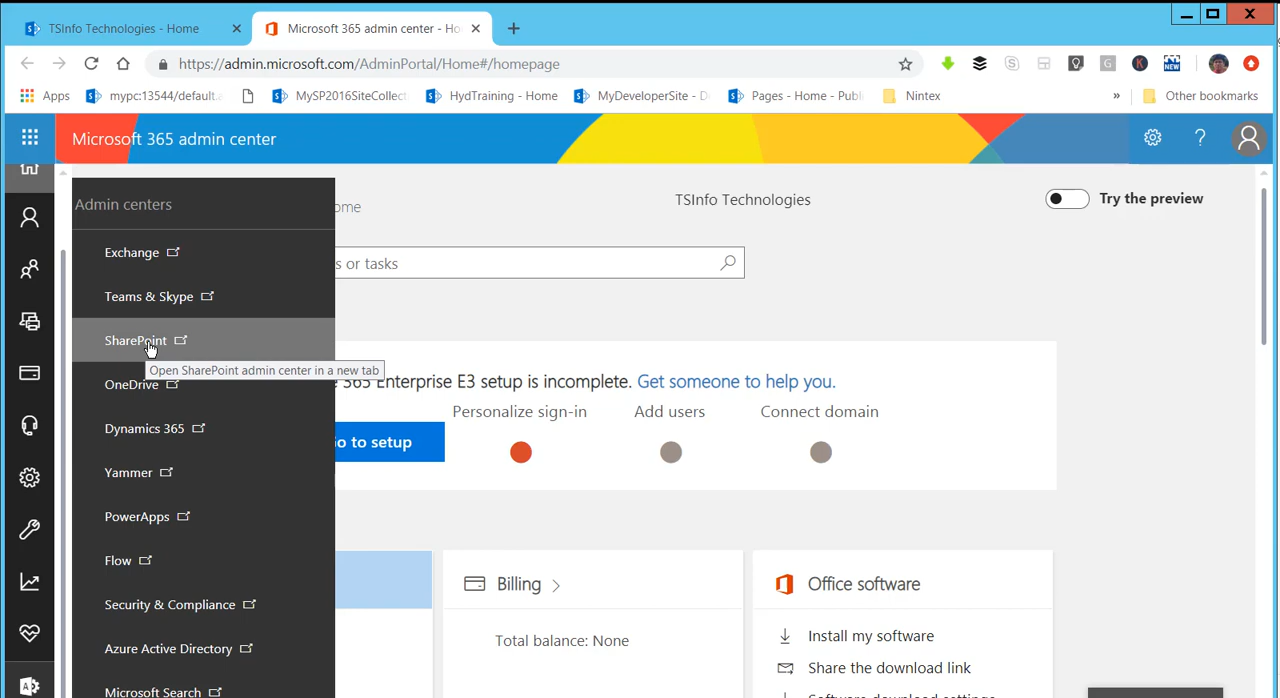 TSInfo Technologies - Home
Microsoft 365 admin center - Ho
https://admin.microsoft.com/AdminPortal/Home#/homepage
G
K
NEW
Apps
mypc:13544/default.a
MySP2016SiteCollect
HydTraining - Home
MyDeveloperSite - D
Pages - Home - Publ
Nintex
»
Other bookmarks
Microsoft 365 admin center
?
Admin centers
ome
TSInfo Technologies
Try the preview
Exchange
s or tasks
Teams & Skype
SharePoint
Open SharePoint admin center in a new tab
365 Enterprise E3 setup is incomplete. Get someone to help you.
OneDrive
Personalize sign-in
Add users
Connect domain
Dynamics 365
o to setup
Yammer
PowerApps
Flow
Billing
Office software
Security & Compliance
Total balance: None
Install my software
Azure Active Directory
Share the download link
Microsoft Search
Software download settings